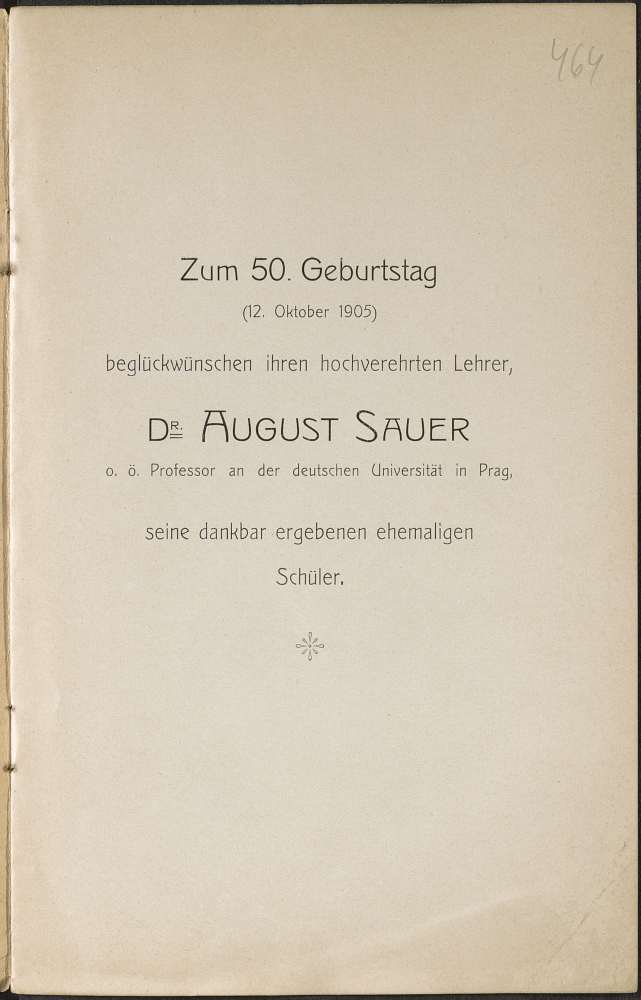 464
Zum 50. Geburtstag
(12. Oktober 1905)
beglückwünschen ihren hochverehrten Lehrer,
DR. AUGUST SAUER
o. ö. Professor an der deutschen Universität in Prag,
seine dankbar ergebenen ehemaligen
Schüler.